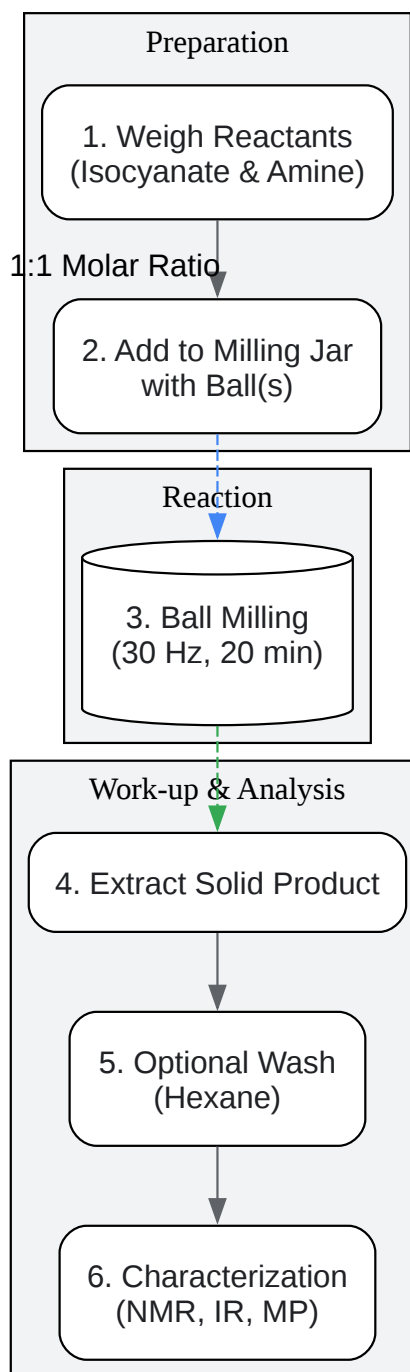 Preparation
1. Weigh Reactants
(Isocyanate & Amine)
1:1 Molar Ratio
2. Add to Milling Jar
with Ball(s)
Reaction
3. Ball Milling
(30 Hz, 20 min)
Work-up & Analysis
4. Extract Solid Product
5. Optional Wash
(Hexane)
6. Characterization
(NMR, IR, MP)